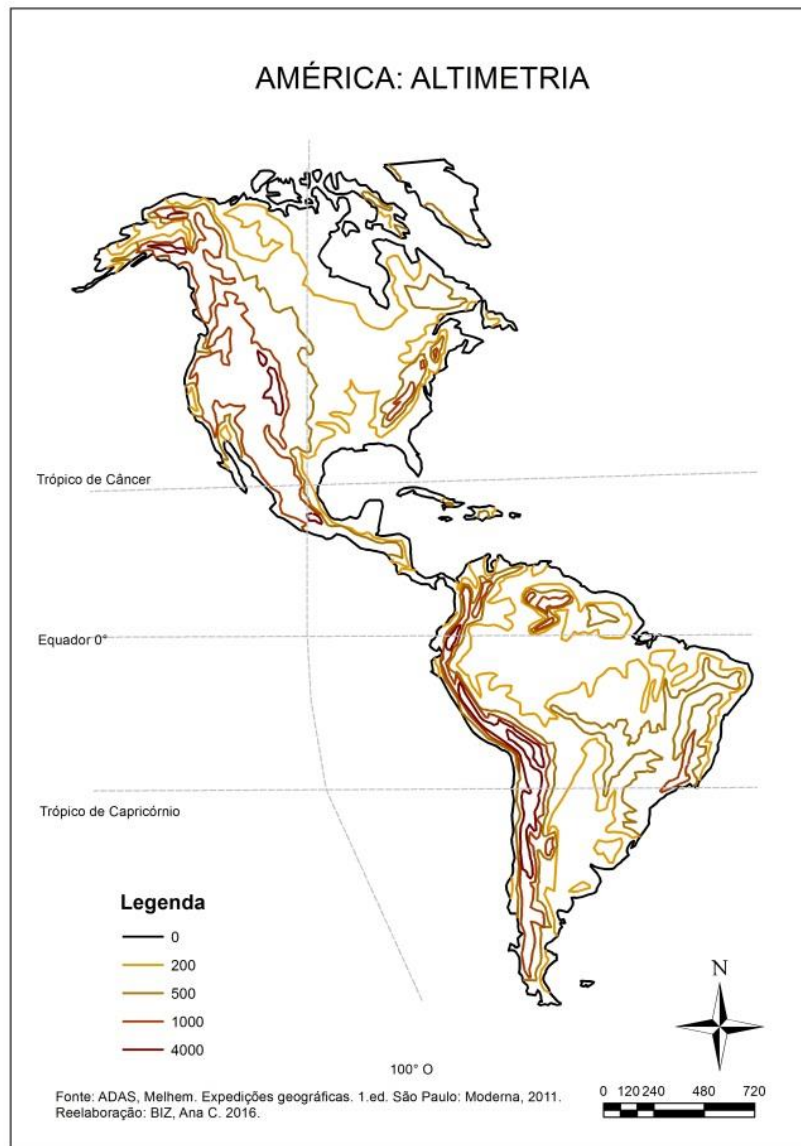 AMÉRICA: ALTIMETRIA
Trópico de Câncer
Equador 0°
Trópico de Capricórnio
Legenda
0
200
500
1000
4000
N
100° O
0 120 240 480 720
Fonte: ADAS, Melhem. Expedições geográficas. 1.ed. São Paulo: Moderna, 2011.
Reelaboração: BIZ, Ana C. 2016.